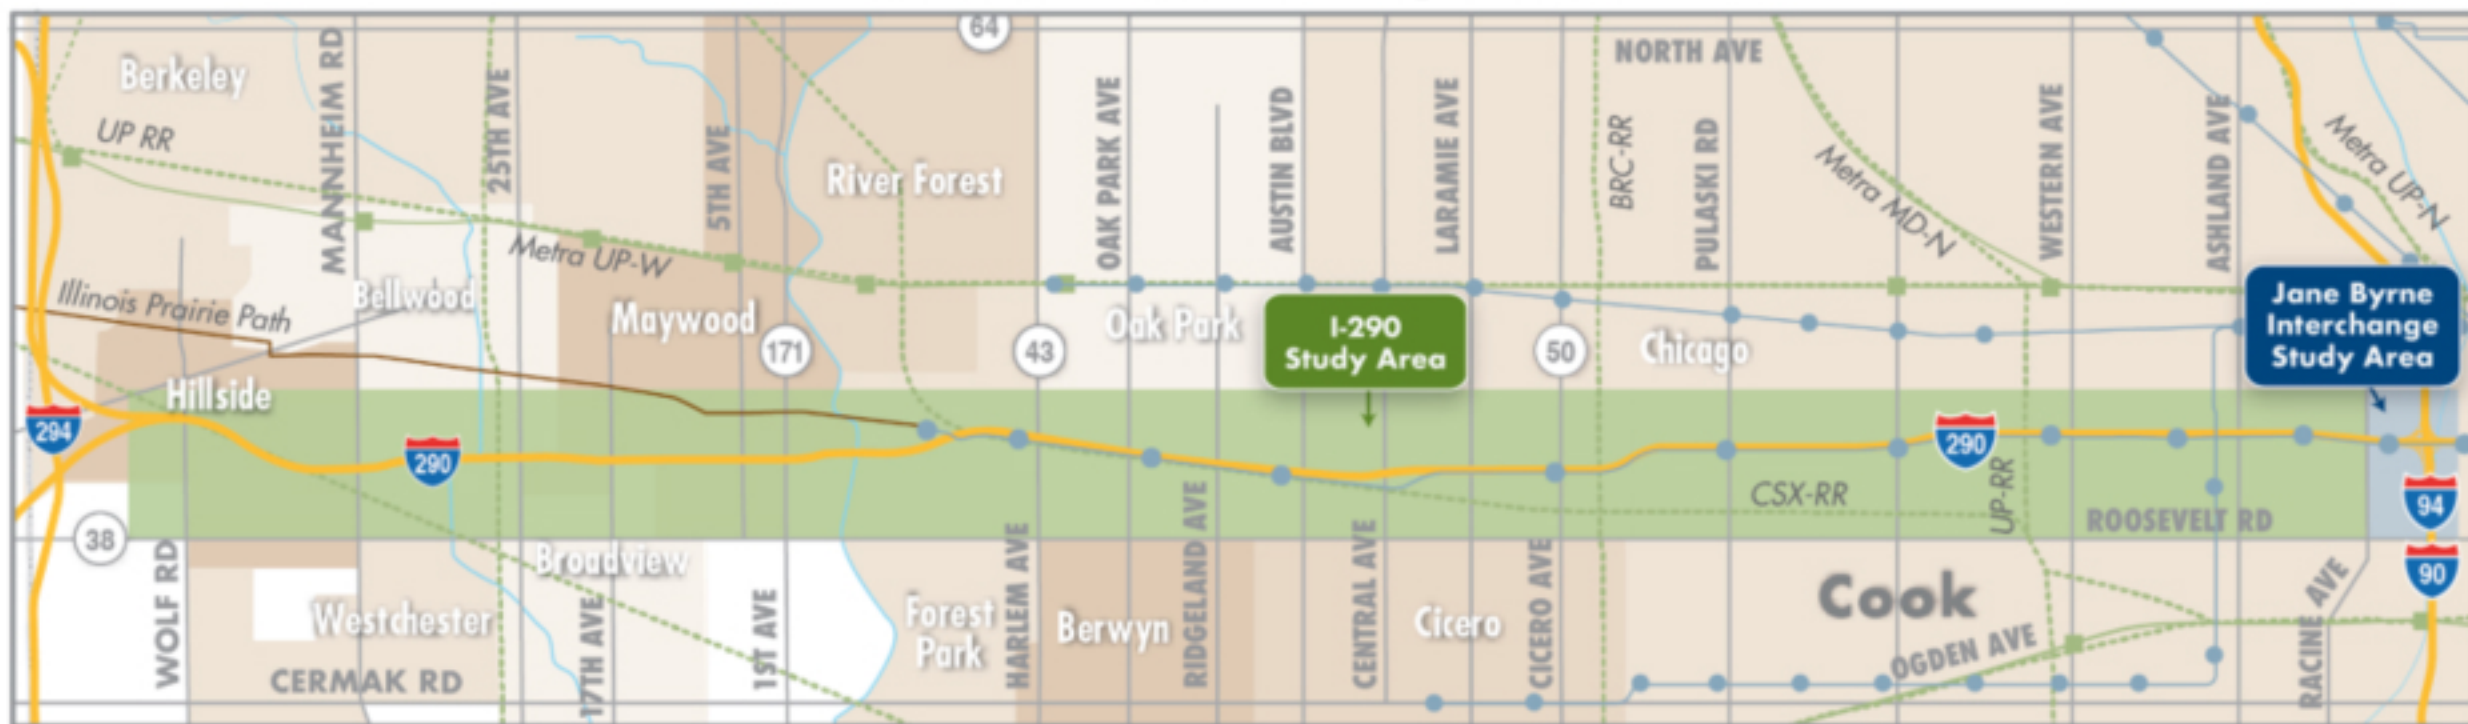 64
NORTH AVE
Berkeley
MANNHEIM RD
25TH AVE
5TH AVE
River Forest
OAK PARK AVE
AUSTIN BLVD
LARAMIE AVE
BRC-RR
PULASKI RD
Metra MD-N
WESTERN AVE
ASHLAND AVE
Metra UP-N
UP RR
Metra UP-W
Illinois Prairie Path
Bellwood
Maywood
171
43
Oak Park
I-290
Study Area
50
Chicago
Jane Byrne
Interchange
Study Area
Hillside
294
290
290
CSX-RR
UP-RR
ROOSEVELT RD
94
90
38
WOLF RD
Broadview
Westchester
CERMAK RD
17TH AVE
1ST AVE
Forest
Park
HARLEM AVE
Berwyn
RIDGELAND AVE
CENTRAL AVE
Cicero
CICERO AVE
Cook
OGDEN AVE
RACINE AVE